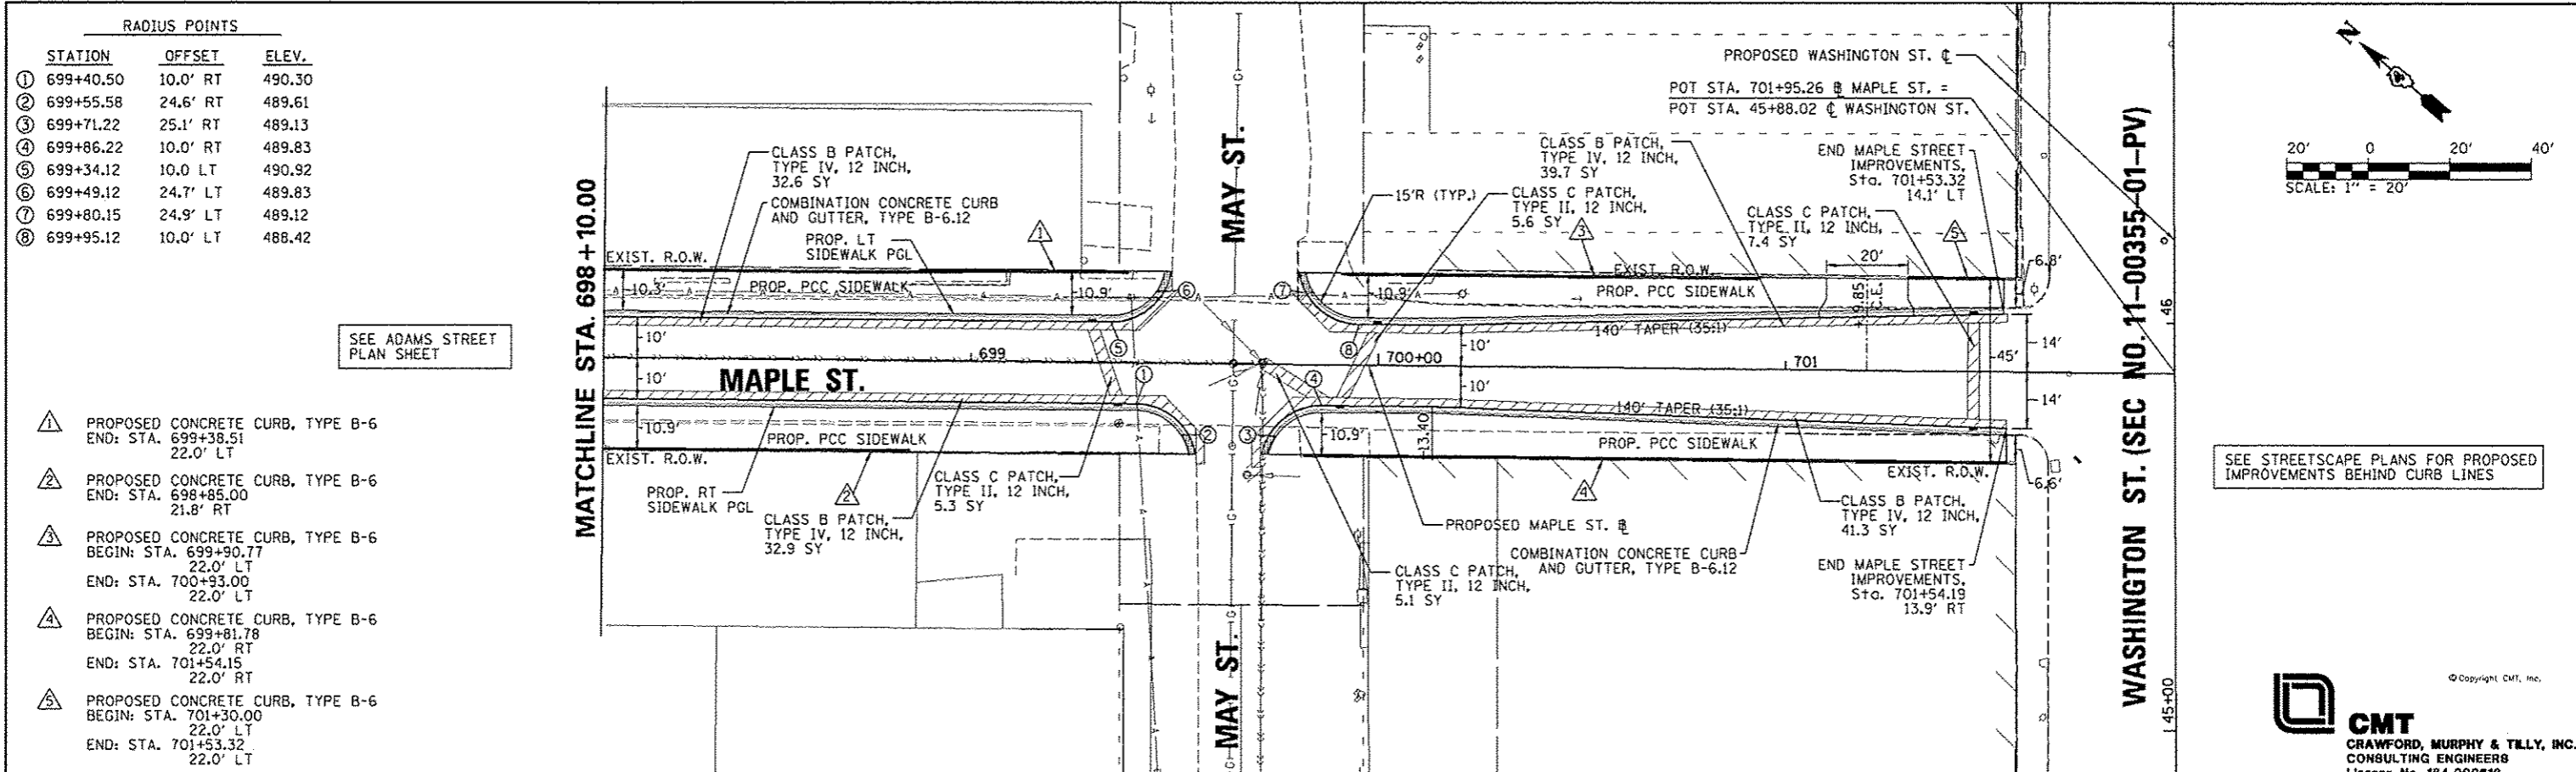 RADIUS POINTS
STATION OFFSET ELEV.
1 699+40.50 10.0' RT 490.30
2 699+55.58 24.6' RT 489.61
3 699+71.22 25.1' RT 489.13
4 699+86.22 10.0' RT 489.83
5 699+34.12 10.0 LT 490.92
6 699+49.12 24.7' LT 489.83
7 699+80.15 24.9' LT 489.12
8 699+95.12 10.0' LT 488.42
SEE ADAMS STREET
PLAN SHEET
1 PROPOSED CONCRETE CURB, TYPE B-6
END: STA. 699+38.51
22.0' LT
2 PROPOSED CONCRETE CURB, TYPE B-6
END: STA. 698+85.00
21.8' RT
3 PROPOSED CONCRETE CURB, TYPE B-6
BEGIN: STA. 699+90.77
22.0' LT
END: STA. 700+93.00
22.0' LT
4 PROPOSED CONCRETE CURB, TYPE B-6
BEGIN: STA. 699+81.78
22.0' RT
END: STA. 701+54.15
22.0' RT
5 PROPOSED CONCRETE CURB, TYPE B-6
BEGIN: STA. 701+30.00
22.0' LT
END: STA. 701+53.32
22.0' LT
MATCHLINE STA. 698+10.00
CLASS B PATCH,
TYPE IV, 12 INCH,
32.6 SY
COMBINATION CONCRETE CURB
AND GUTTER, TYPE B-6.12
PROP. LT
SIDEWALK PGL
1
EXIST. R.O.W.
10.3'
PROP. PCC SIDEWALK
10.9'
6
10'
699
5
10'
MAPLE ST.
1
10.9'
PROP. PCC SIDEWALK
2
EXIST. R.O.W.
PROP. RT
SIDEWALK PGL
2
CLASS B PATCH,
TYPE IV, 12 INCH,
32.9 SY
CLASS C PATCH,
TYPE II, 12 INCH,
5.3 SY
MAY ST.
MAY ST.
15'R (TYP.)
CLASS C PATCH,
TYPE II, 12 INCH,
5.6 SY
CLASS B PATCH,
TYPE IV, 12 INCH,
39.7 SY
3
CLASS C PATCH,
TYPE II, 12 INCH,
7.4 SY
PROPOSED WASHINGTON ST. ℄
POT STA. 701+95.26 MAPLE ST. =
POT STA. 45+88.02 ℄ WASHINGTON ST.
END MAPLE STREET
IMPROVEMENTS,
Sta. 701+53.32
14.1' LT
5
EXIST. R.O.W.
20'
6.8'
7
10.9'
PROP. PCC SIDEWALK
140' TAPER (35:1)
8
10'
700+00
701
45'
14'
10'
14'
4
140' TAPER (35:1)
3
10.9'
13.40
PROP. PCC SIDEWALK
EXIST. R.O.W.
6.6'
4
PROPOSED MAPLE ST.
COMBINATION CONCRETE CURB
AND GUTTER, TYPE B-6.12
CLASS C PATCH,
TYPE II, 12 INCH,
5.1 SY
CLASS B PATCH,
TYPE IV, 12 INCH,
41.3 SY
END MAPLE STREET
IMPROVEMENTS,
Sta. 701+54.19
13.9' RT
WASHINGTON ST. (SEC NO. 11-00355-01-PV)
46
45+00
N
20' 0 20' 40'
SCALE: 1" = 20'
SEE STREETSCAPE PLANS FOR PROPOSED
IMPROVEMENTS BEHIND CURB LINES
© Copyright CMT, Inc.
CMT
CRAWFORD, MURPHY & TILLY, INC.
CONSULTING ENGINEERS